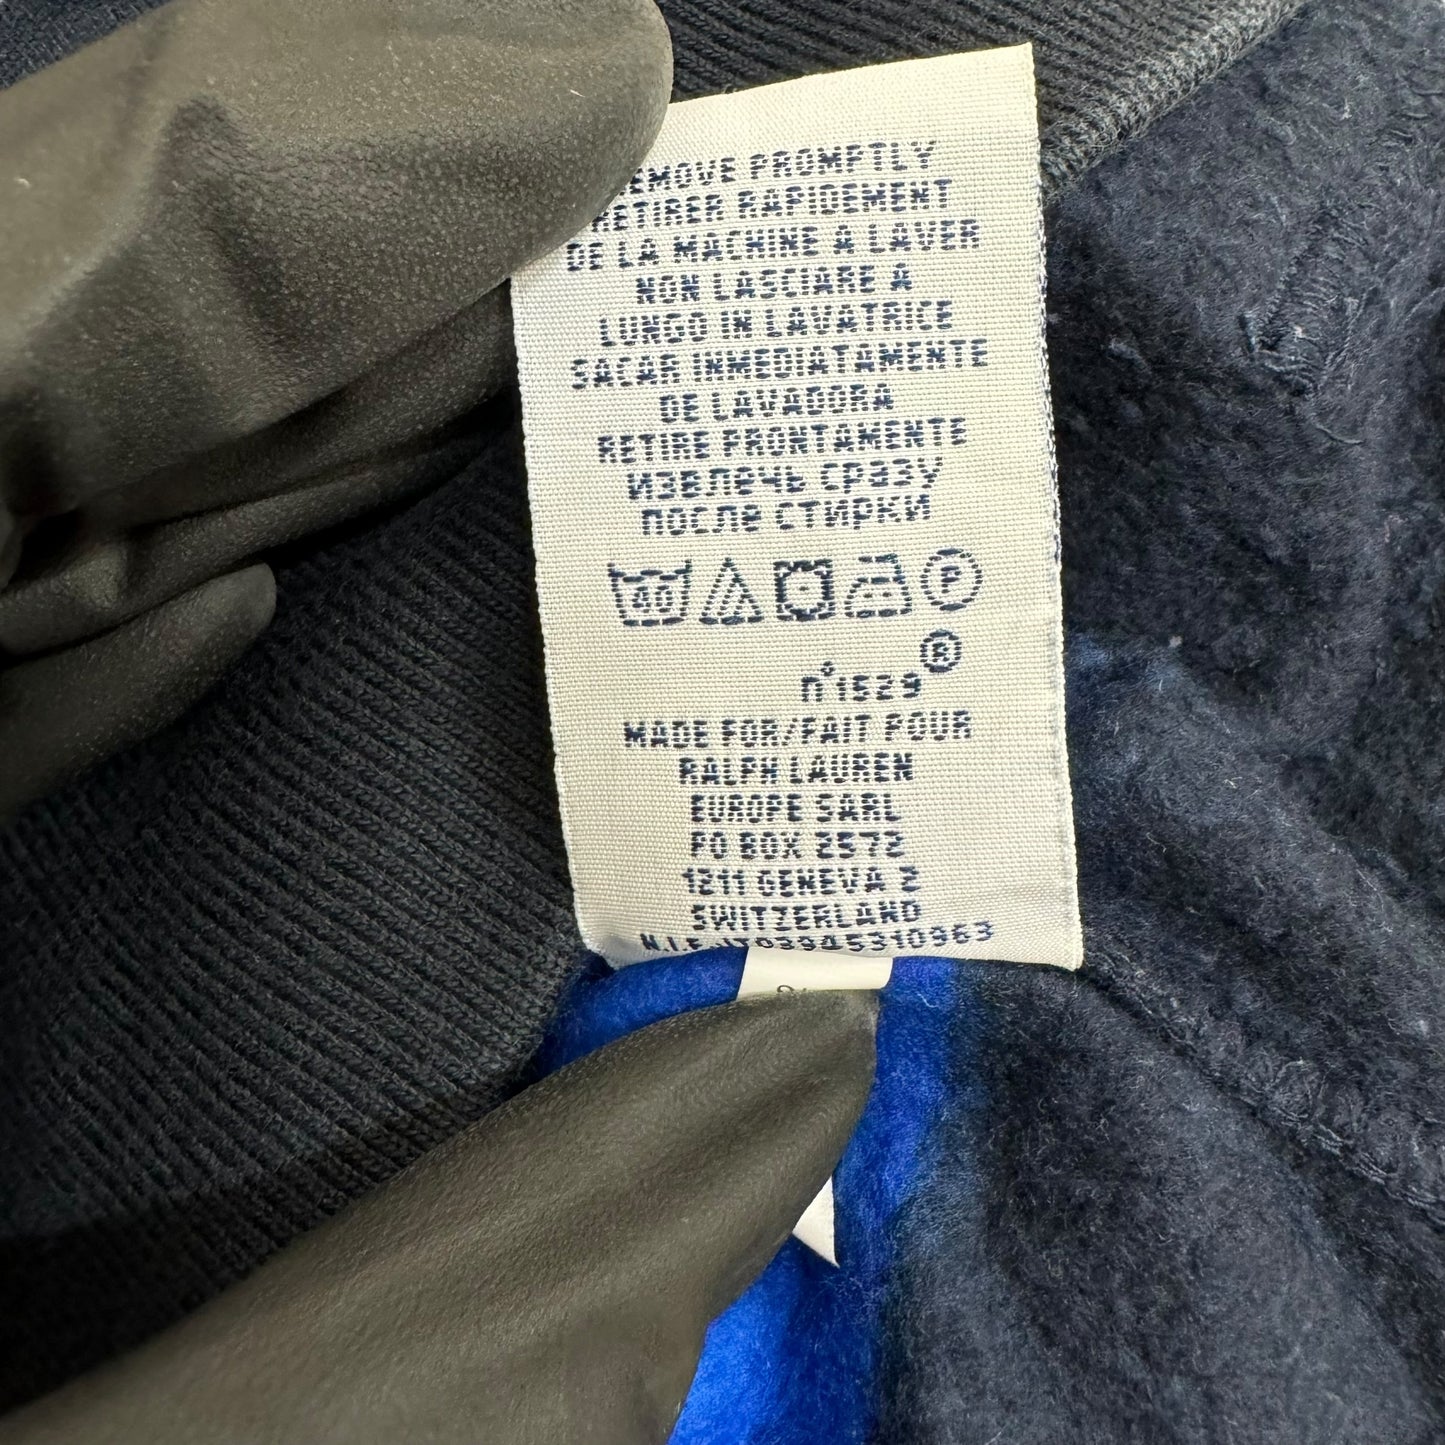 REMOVE PROMPTLY
RETIRER RAPIDEMENT
DE LA MACHINE A LAVER
NON LASCIARE A
LUNGO IN LAVATRICE
SACAR INMEDIATAMENTE
DE LAVADORA
RETIRE PRONTAMENTE
ИЗВЛЕЧЬ СРАЗУ
ПОСЛЕ СТИРКИ
40 P
®
n°1529
MADE FOR/FAIT POUR
RALPH LAUREN
EUROPE SARL
PO BOX 2572
1211 GENEVA 2
SWITZERLAND
N.I.F. IT03945310963